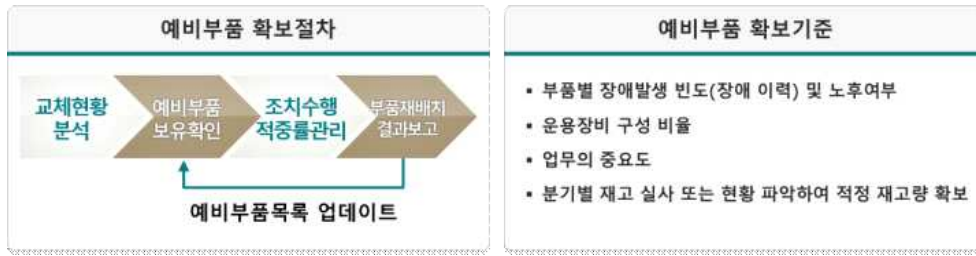 예비부품 확보절차
교체현황
분석
예비부품
보유확인
조치수행
적중률관리
부품재배치
결과보고
예비부품목록 업데이트
예비부품 확보기준
▪ 부품별 장애발생 빈도(장애 이력) 및 노후여부
▪ 운용장비 구성 비율
▪ 업무의 중요도
▪ 분기별 재고 실사 또는 현황 파악하여 적정 재고량 확보